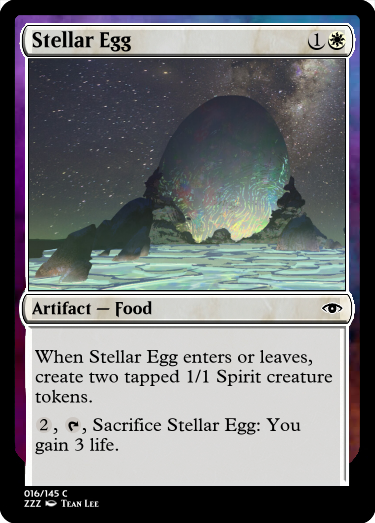 Stellar Egg 1
Artifact — Food
When Stellar Egg enters or leaves,
create two tapped 1/1 Spirit creature
tokens.
2, , Sacrifice Stellar Egg: You
gain 3 life.
016/145 C
ZZZ Tean Lee